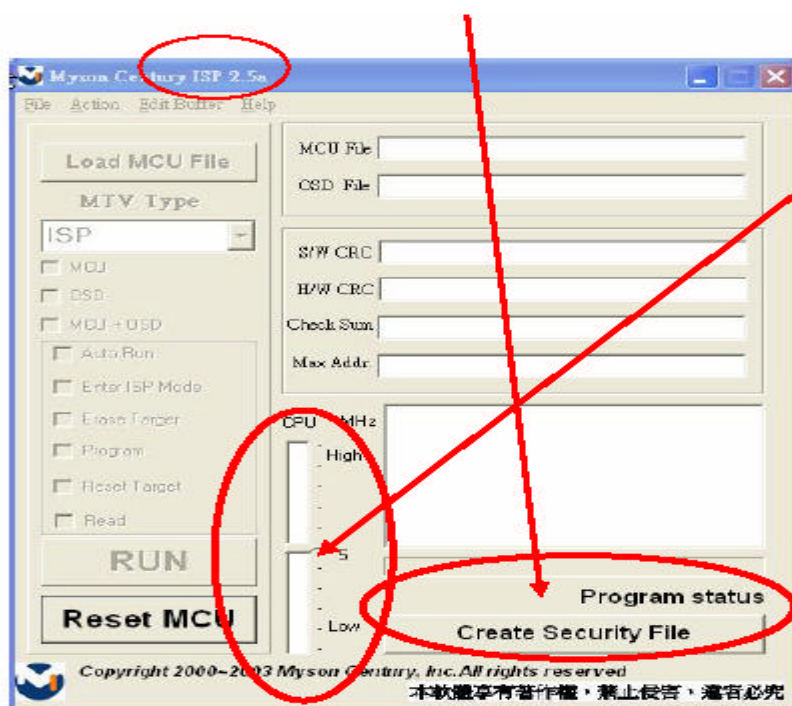 Myson Century ISP 2.5a
File Action Edit Buffer Help
Load MCU File
MTV Type
ISP
MCU
OSD
MCU + OSD
Auto Run
Enter ISP Mode
Erase Target
Program
Reset Target
Read
RUN
Reset MCU
MCU File
OSD File
S/W CRC
H/W CRC
Check Sum
Max Addr.
CPU MHz
High
5
Low
Program status
Create Security File
Copyright 2000~2003 Myson Century, Inc. All rights reserved
本軟體享有著作權，禁止侵害，違者必究